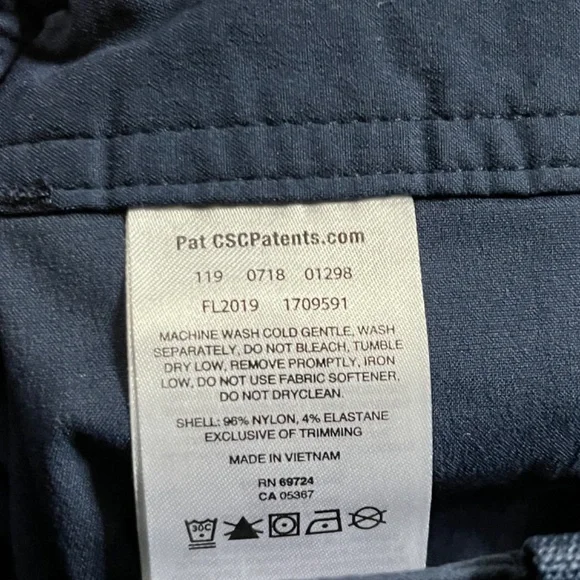 Pat CSCPatents.com
119 0718 01298
FL2019 1709591
MACHINE WASH COLD GENTLE, WASH
SEPARATELY, DO NOT BLEACH, TUMBLE
DRY LOW, REMOVE PROMPTLY, IRON
LOW, DO NOT USE FABRIC SOFTENER,
DO NOT DRYCLEAN.
SHELL: 96% NYLON, 4% ELASTANE
EXCLUSIVE OF TRIMMING
MADE IN VIETNAM
RN 69724
CA 05367
30C